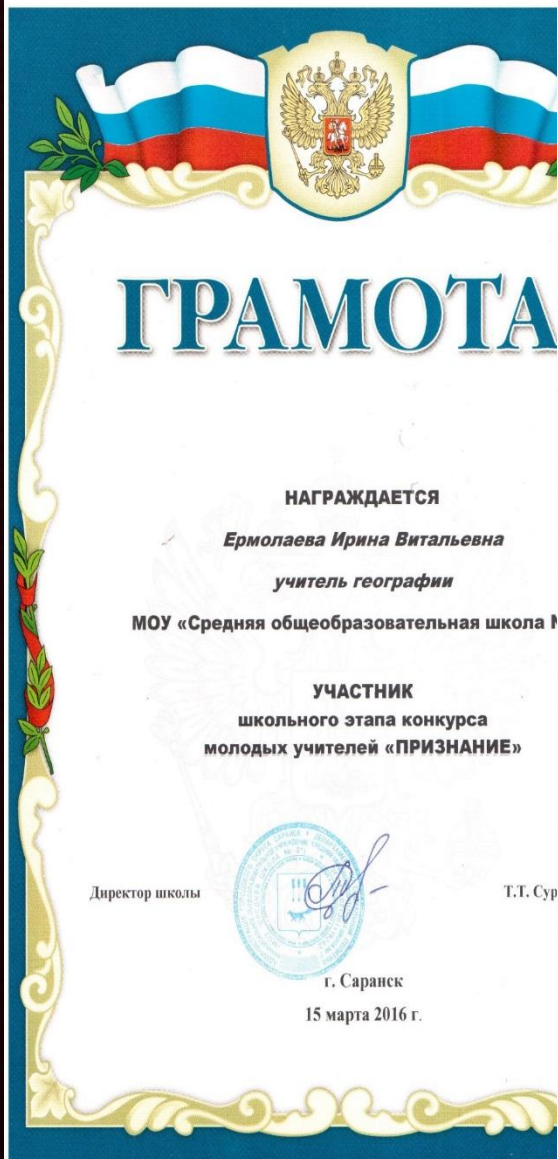 ГРАМОТА
НАГРАЖДАЕТСЯ
Ермолаева Ирина Витальевна
учитель географии
МОУ «Средняя общеобразовательная школа
УЧАСТНИК
школьного этапа конкурса
молодых учителей «ПРИЗНАНИЕ»
Директор школы
Т.Т. Сур
г. Саранск
15 марта 2016 г.